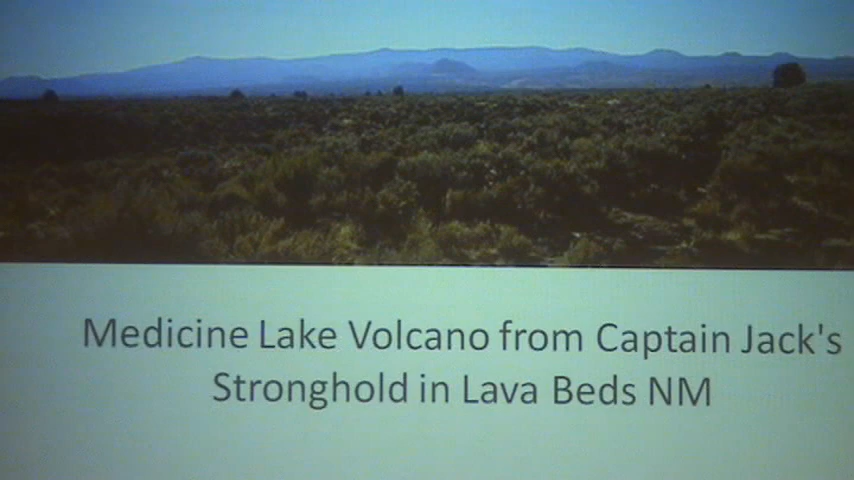 Medicine Lake Volcano from Captain Jack's
Stronghold in Lava Beds NM